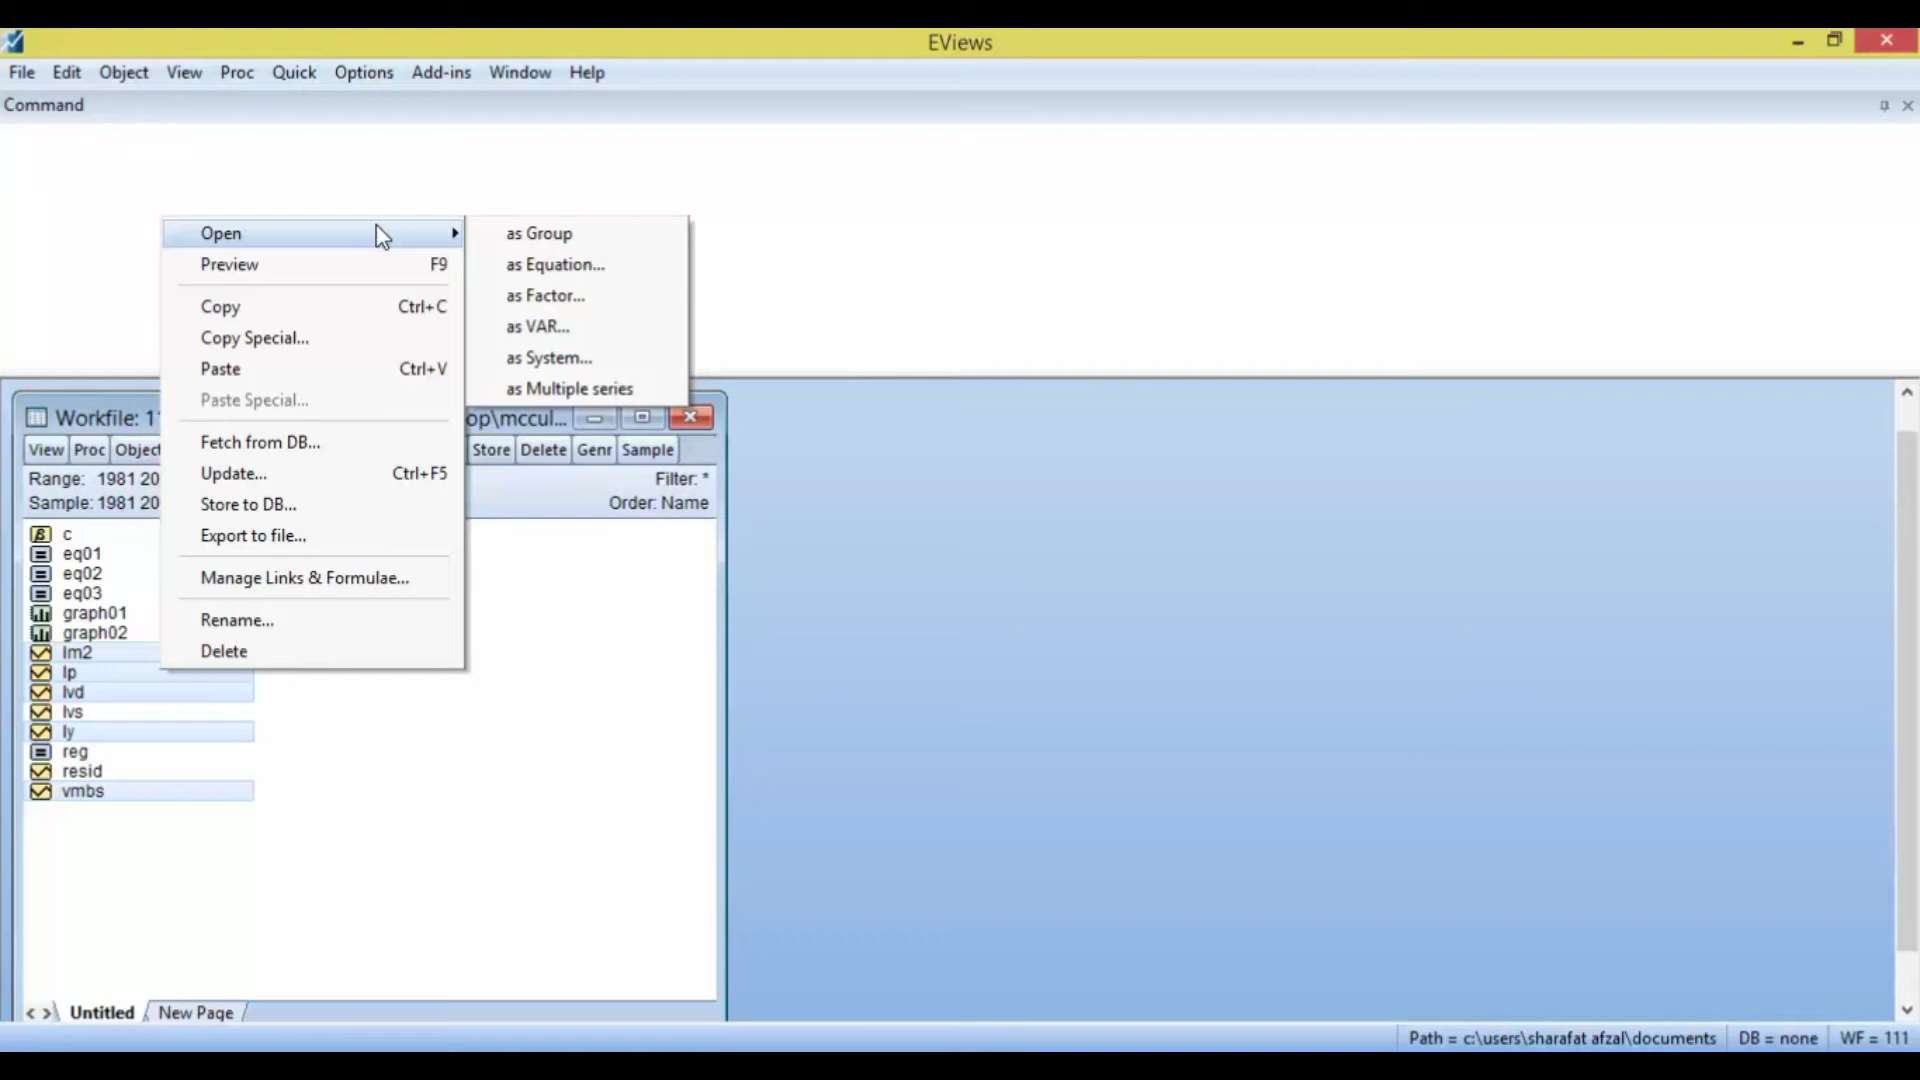 EViews
File Edit Object View Proc Quick Options Add-ins Window Help
Command
Open
Preview F9
Copy Ctrl+C
Copy Special...
Paste Ctrl+V
Paste Special...
Fetch from DB...
Update... Ctrl+F5
Store to DB...
Export to file...
Manage Links & Formulae...
Rename...
Delete
as Group
as Equation...
as Factor...
as VAR...
as System...
as Multiple series
Workfile: 1 op\mccul...
View Proc Object Store Delete Genr Sample
Range: 1981 20 Filter: *
Sample: 1981 20 Order: Name
c
eq01
eq02
eq03
graph01
graph02
lm2
lp
lvd
lvs
ly
reg
resid
vmbs
Untitled New Page
Path = c:\users\sharafat afzal\documents DB = none WF = 111